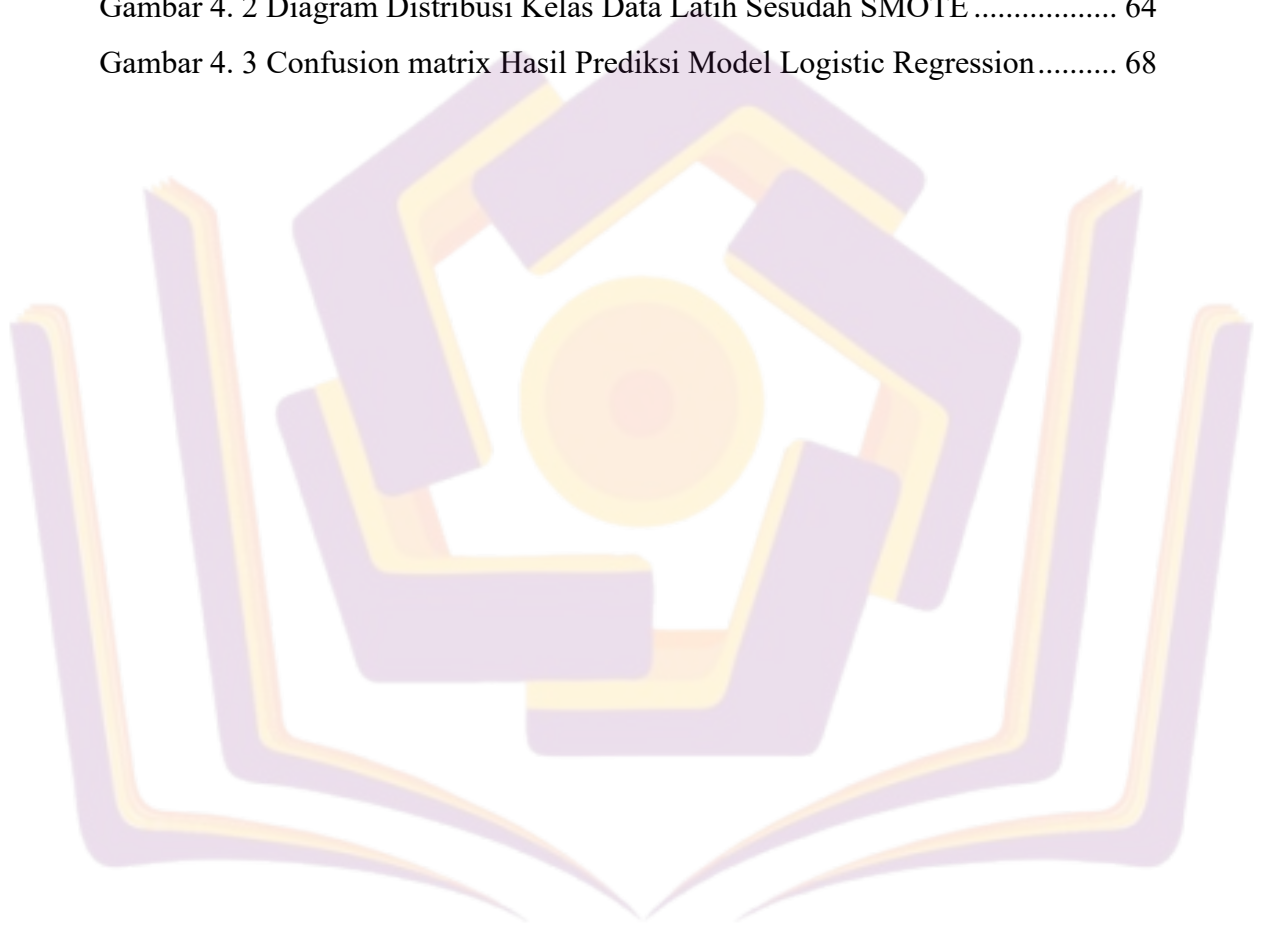 Gambar 4. 2 Diagram Distribusi Kelas Data Latih Sesudah SMOTE .................. 64
Gambar 4. 3 Confusion matrix Hasil Prediksi Model Logistic Regression.......... 68